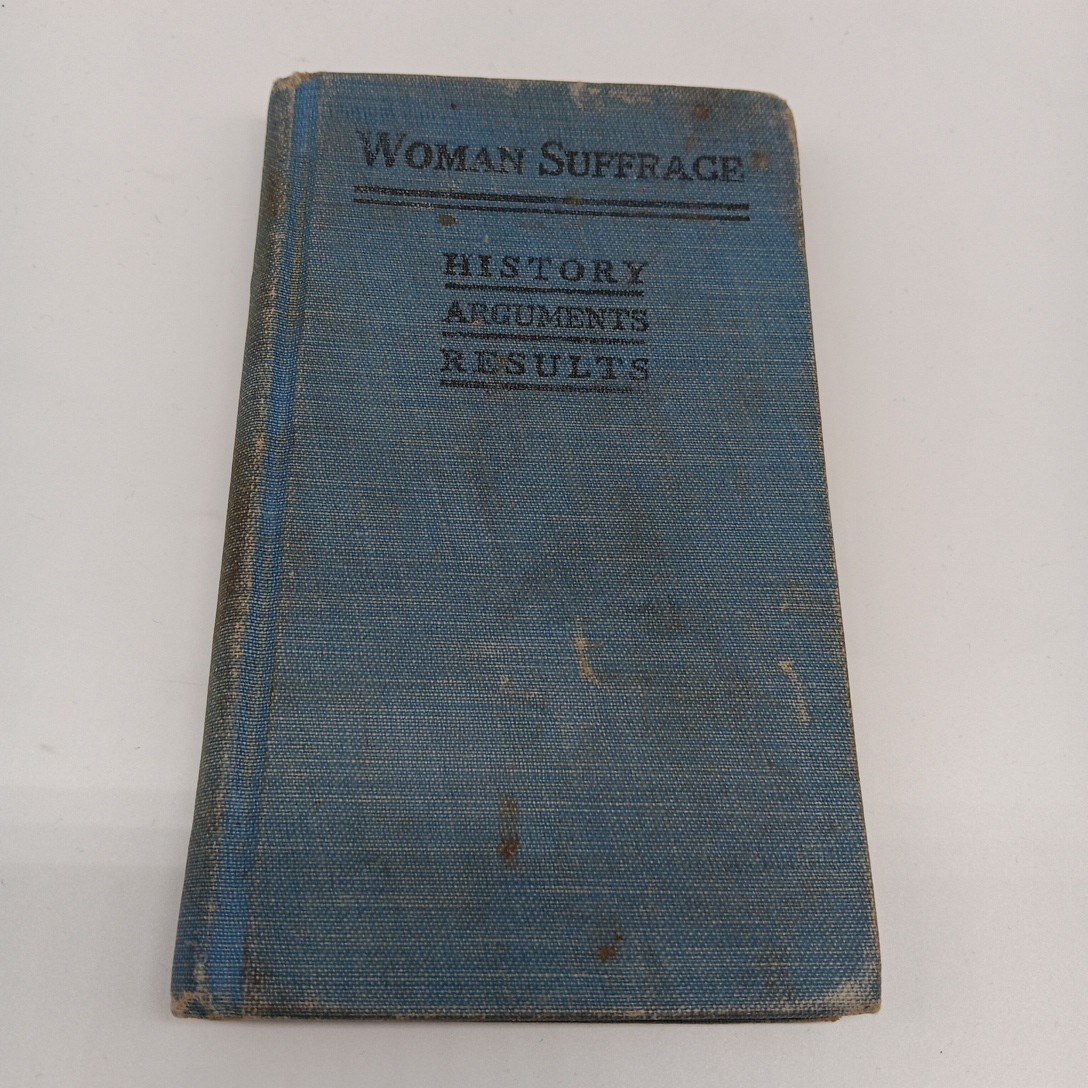 WOMAN SUFFRAGE
HISTORY
ARGUMENTS
RESULTS